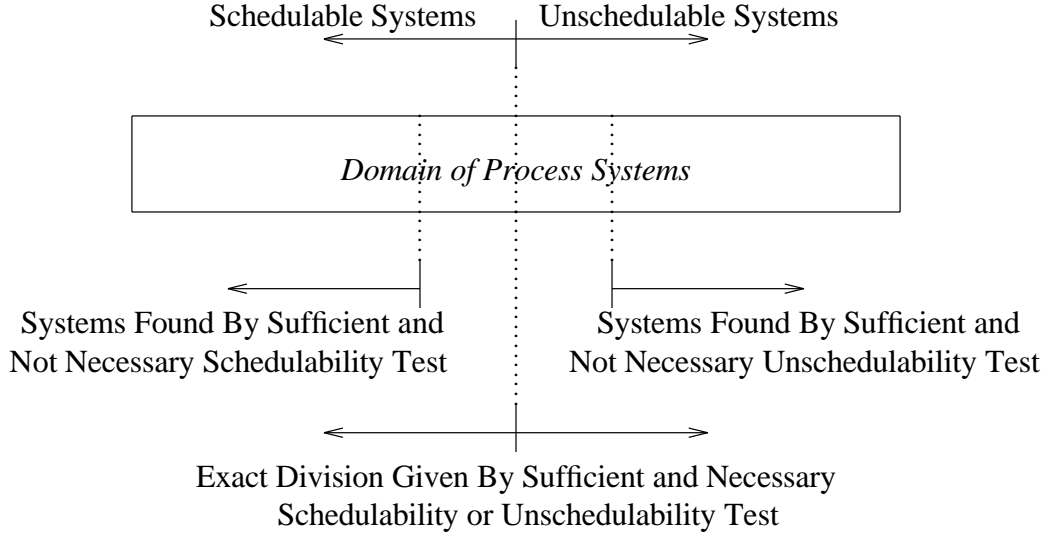 Schedulable Systems
Unschedulable Systems
Domain of Process Systems
Systems Found By Sufficient and
Not Necessary Schedulability Test
Systems Found By Sufficient and
Not Necessary Unschedulability Test
Exact Division Given By Sufficient and Necessary
Schedulability or Unschedulability Test